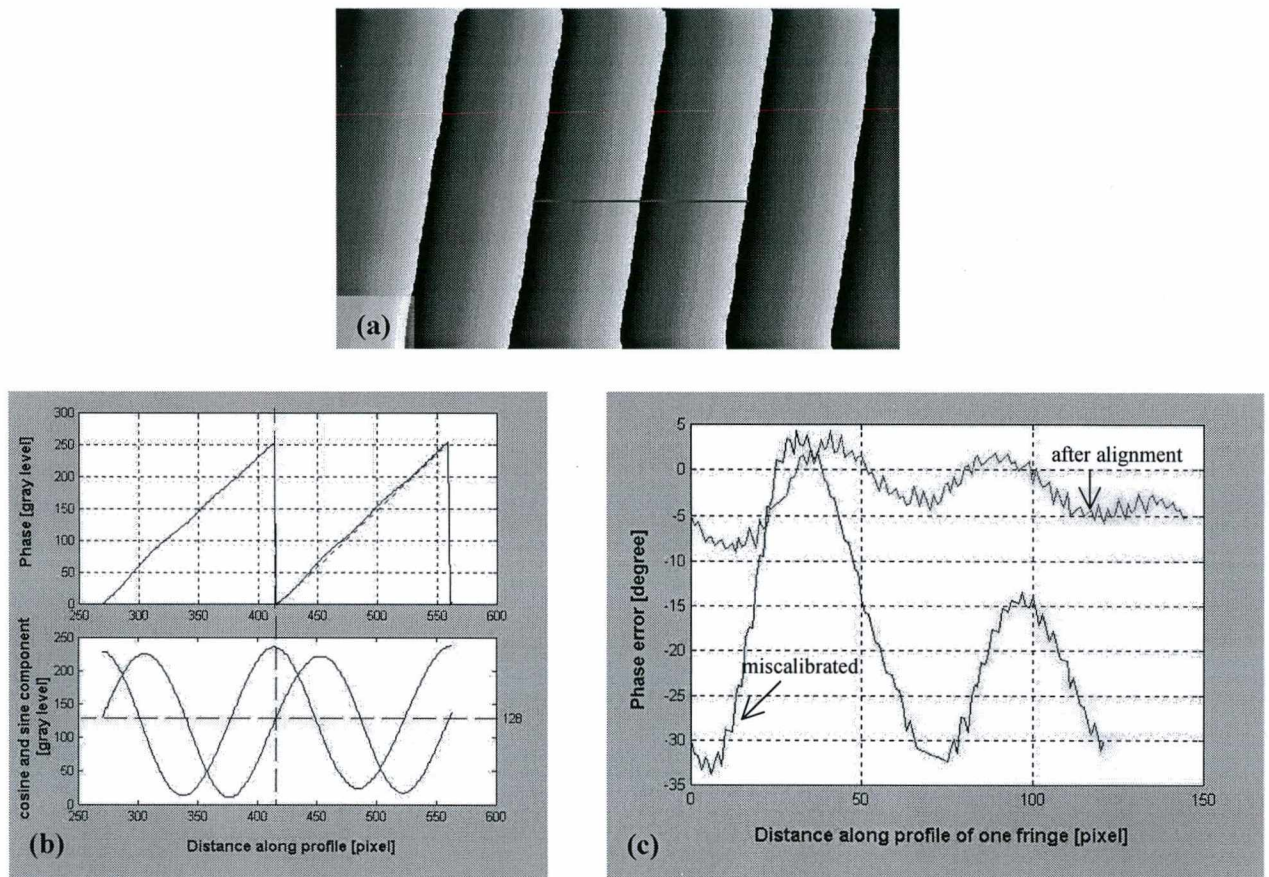 (a)
300
250
200
150
100
50
0
250 300 350 400 450 500 550 600
Phase [gray level]
250
200
150
100
50
0
128
250 300 350 400 450 500 550 600
cosine and sine component
[gray level]
Distance along profile [pixel]
(b)
5
0
-5
-10
-15
-20
-25
-30
-35
0 50 100 150
Phase error [degree]
after alignment
miscalibrated
Distance along profile of one fringe [pixel]
(c)